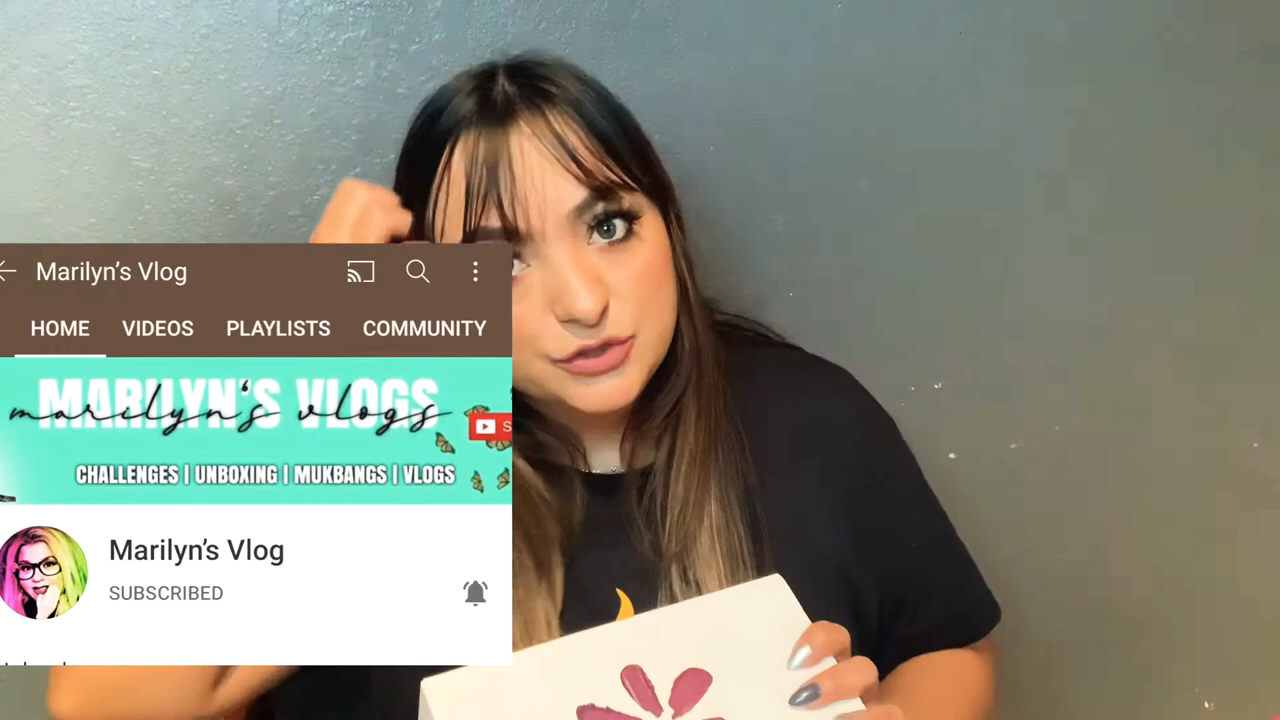 Marilyn’s Vlog
HOME VIDEOS PLAYLISTS COMMUNITY
MARILYN‘S VLOGS
marilyn's vlogs
S
CHALLENGES | UNBOXING | MUKBANGS | VLOGS
Marilyn’s Vlog
SUBSCRIBED